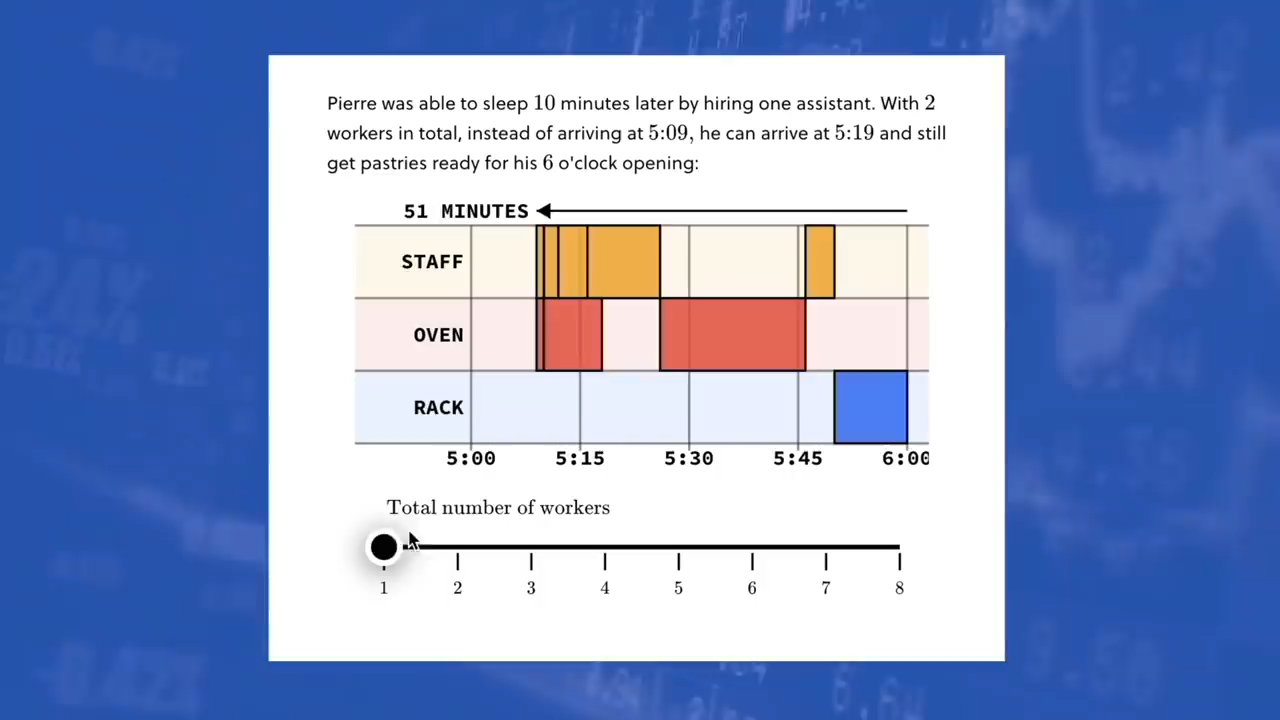 Pierre was able to sleep 10 minutes later by hiring one assistant. With 2
workers in total, instead of arriving at 5:09, he can arrive at 5:19 and still
get pastries ready for his 6 o'clock opening:
51 MINUTES
STAFF
OVEN
RACK
5:00 5:15 5:30 5:45 6:00
Total number of workers
1 2 3 4 5 6 7 8